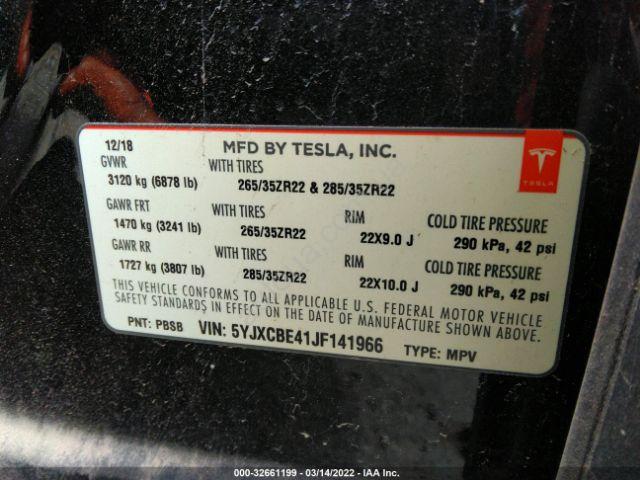 12/18 MFD BY TESLA, INC.
GVWR WITH TIRES
3120 kg (6878 lb) 265/35ZR22 & 285/35ZR22
TESLA
GAWR FRT WITH TIRES RIM COLD TIRE PRESSURE
1470 kg (3241 lb) 265/35ZR22 22X9.0 J 290 kPa, 42 psi
GAWR RR WITH TIRES RIM COLD TIRE PRESSURE
1727 kg (3807 lb) 285/35ZR22 22X10.0 J 290 kPa, 42 psi
THIS VEHICLE CONFORMS TO ALL APPLICABLE U.S. FEDERAL MOTOR VEHICLE
SAFETY STANDARDS IN EFFECT ON THE DATE OF MANUFACTURE SHOWN ABOVE.
PNT: PBSB VIN: 5YJXCBE41JF141966 TYPE: MPV
000-32661199 — 03/14/2022 — IAA Inc.